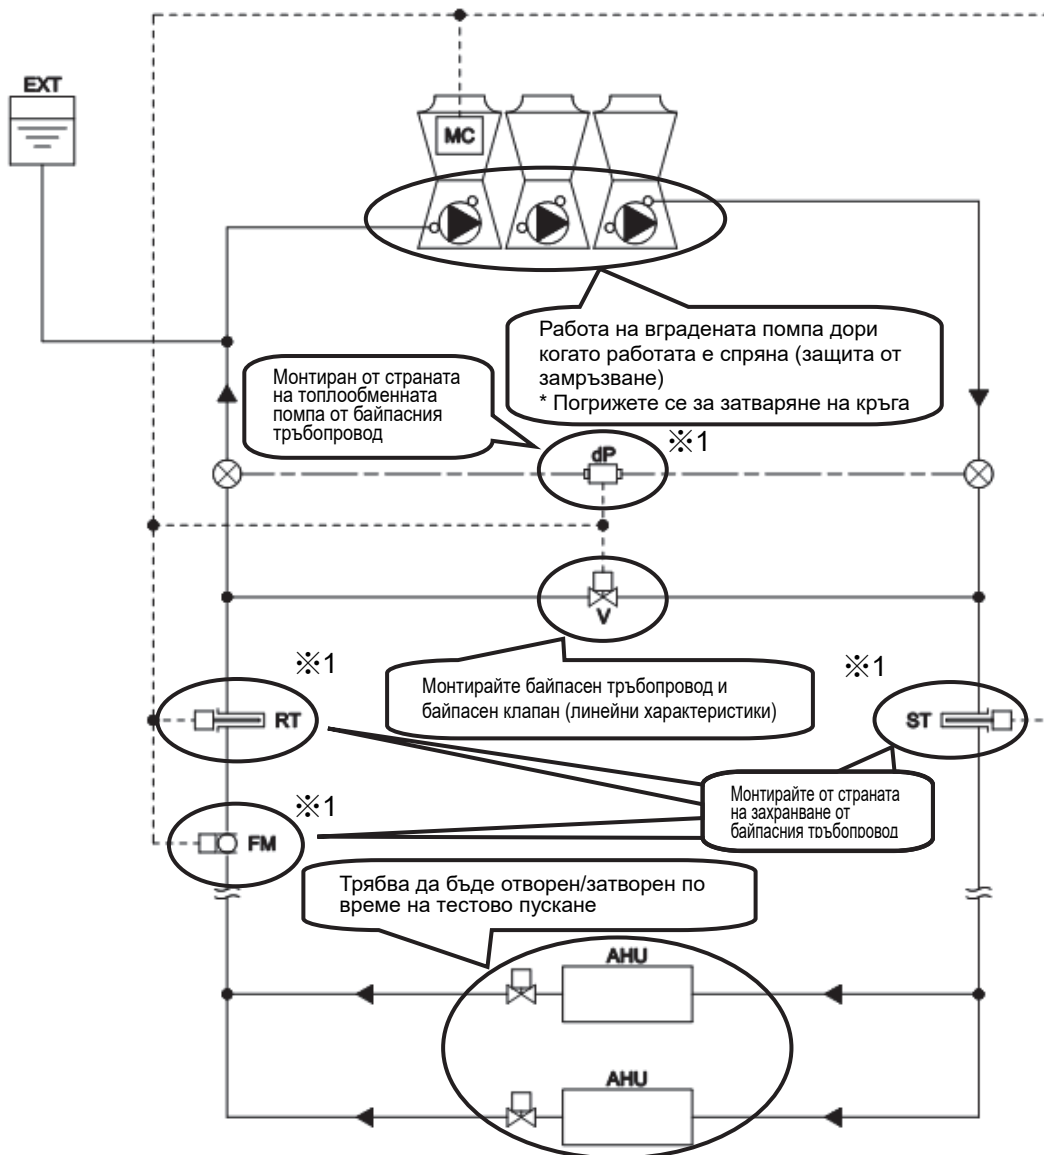 EXT
MC
Работа на вградената помпа дори
когато работата е спряна (защита от
замръзване)
* Погрижете се за затваряне на кръга
Монтиран от страната
на топлообменната
помпа от байпасния
тръбопровод
dP
※1
V
※1
RT
Монтирайте байпасен тръбопровод и
байпасен клапан (линейни характеристики)
※1
ST
※1
FM
Монтирайте от страната
на захранване от
байпасния тръбопровод
Трябва да бъде отворен/затворен по
време на тестово пускане
AHU
AHU